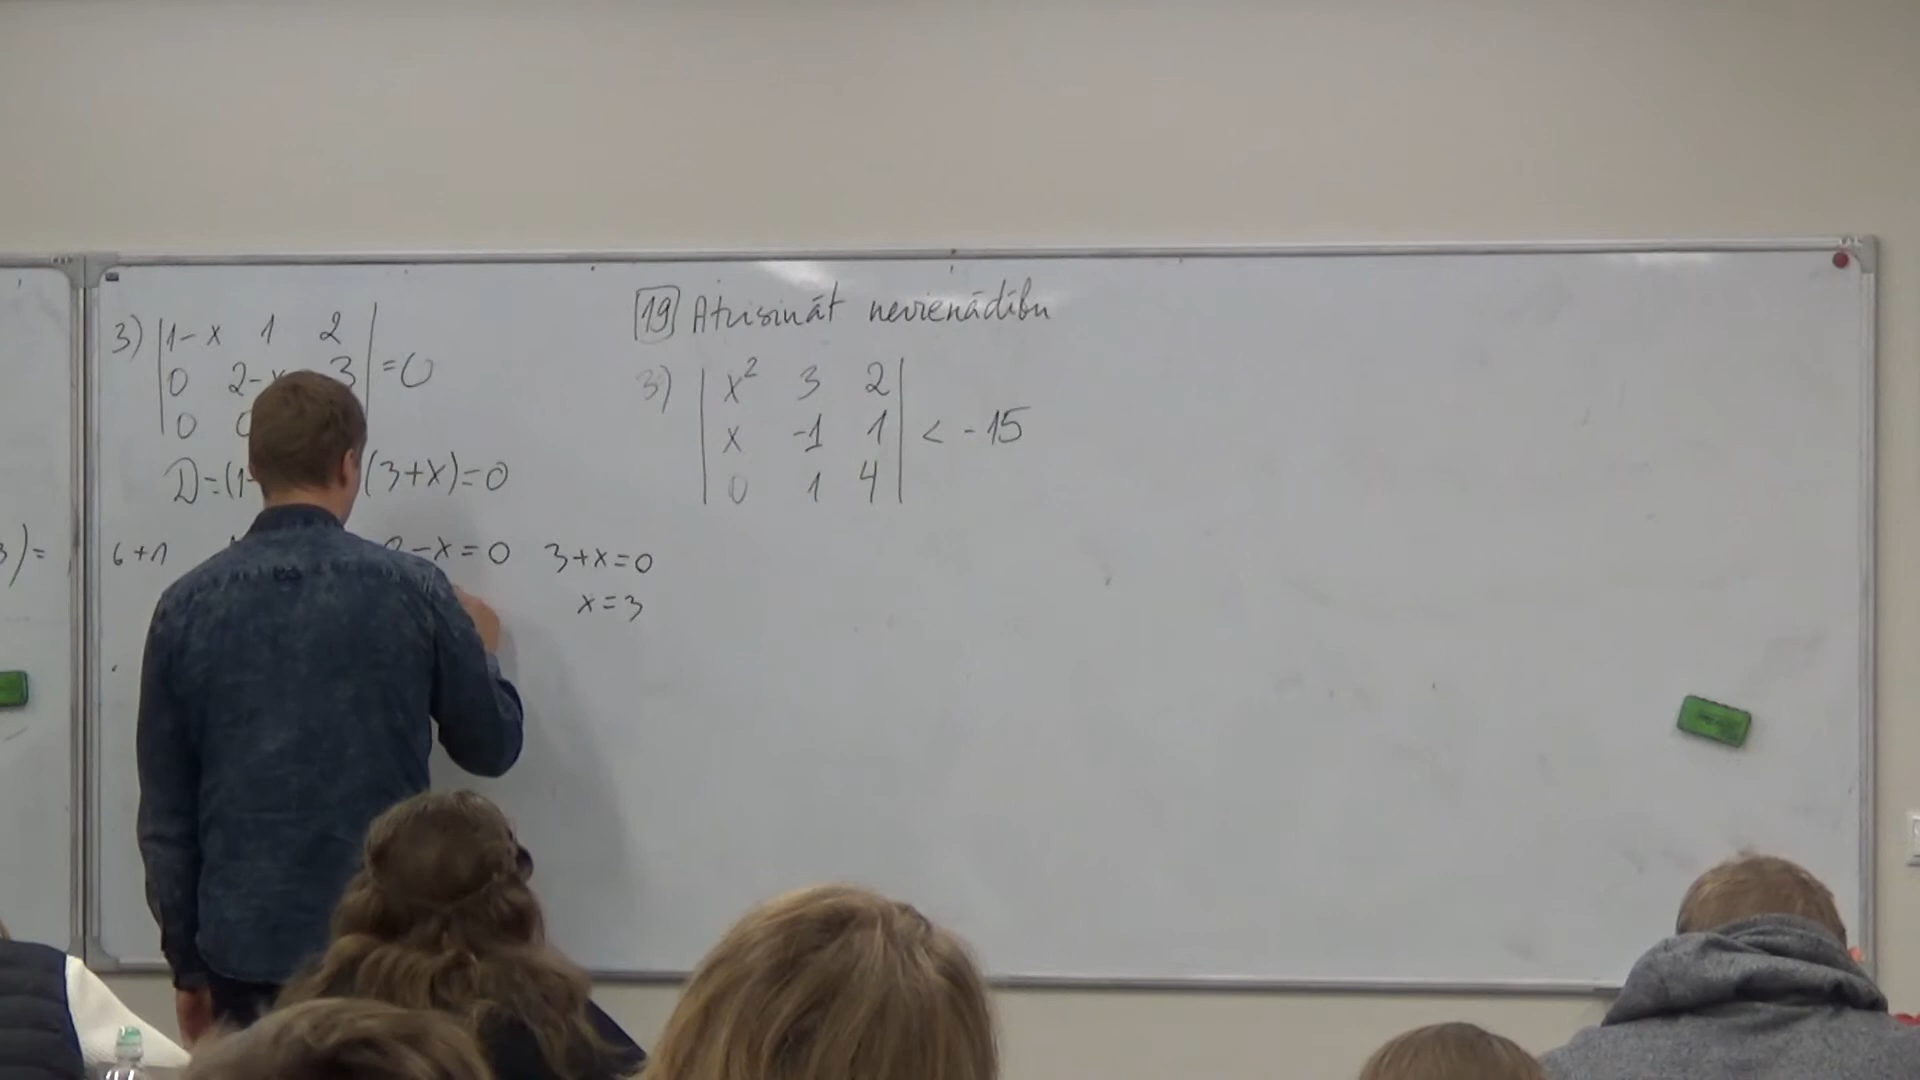 3) 1-x 1 2
0 2-x 3 =0
0
D=(1- (3+x)=0
3)= 6+1 2-x=0 3+x=0
x=3
19 Atrisināt nevienādību
3) x² 3 2
x -1 1 < -15
0 1 4